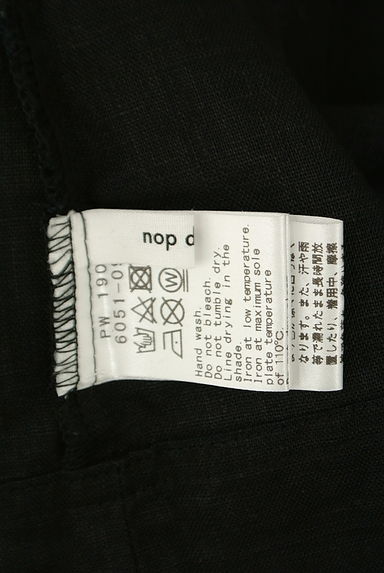 nop d
PW 190
6051-0
Hand wash.
Do not bleach.
Do not tumble dry.
Line drying in the
shade.
Iron at low temperature.
Iron at maximum sole
plate temperature
of 110℃
なります。また、汗や雨
等で濡れたまま長時間放
置したり、着用中、摩擦